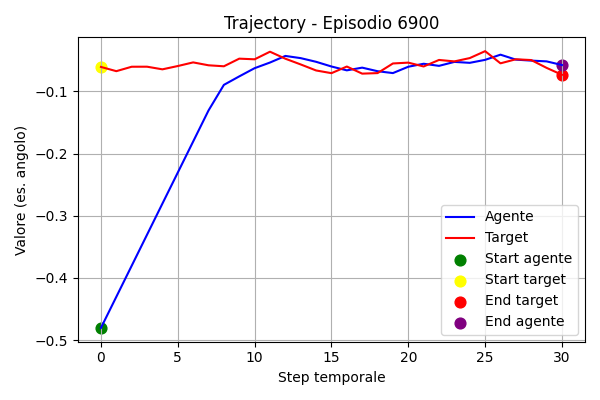 Trajectory - Episodio 6900
Valore (es. angolo)
−0.1
−0.2
−0.3
−0.4
−0.5
Agente
Target
Start agente
Start target
End target
End agente
0 5 10 15 20 25 30
Step temporale